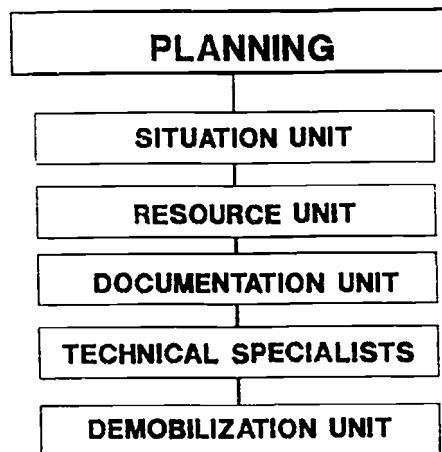 PLANNING
SITUATION UNIT
RESOURCE UNIT
DOCUMENTATION UNIT
TECHNICAL SPECIALISTS
DEMOBILIZATION UNIT